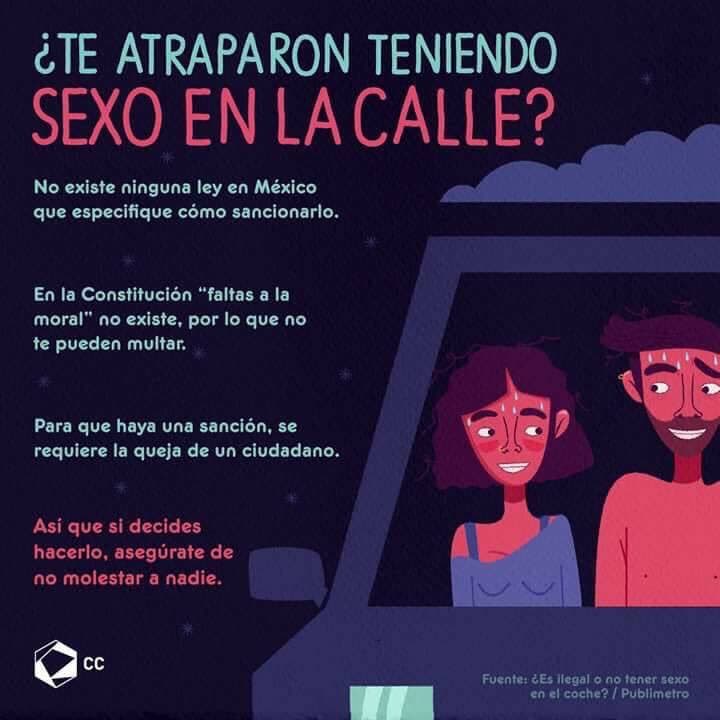 ¿TE ATRAPARON TENIENDO
SEXO EN LA CALLE?
No existe ninguna ley en México
que especifique cómo sancionarlo.
En la Constitución “faltas a la
moral” no existe, por lo que no
te pueden multar.
Para que haya una sanción, se
requiere la queja de un ciudadano.
Así que si decides
hacerlo, asegúrate de
no molestar a nadie.
CC
Fuente: ¿Es ilegal o no tener sexo
en el coche? / Publimetro